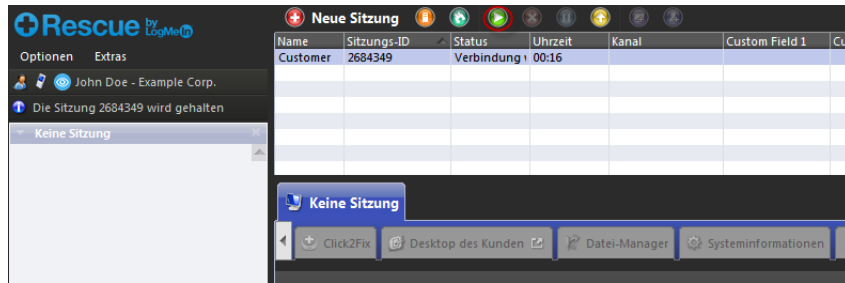 Rescue by LogMeIn
Optionen Extras
John Doe - Example Corp.
Die Sitzung 2684349 wird gehalten
Keine Sitzung
Neue Sitzung
Name Sitzungs-ID Status Uhrzeit Kanal Custom Field 1 Cu
Customer 2684349 Verbindung 00:16
Keine Sitzung
Click2Fix Desktop des Kunden Datei-Manager Systeminformationen